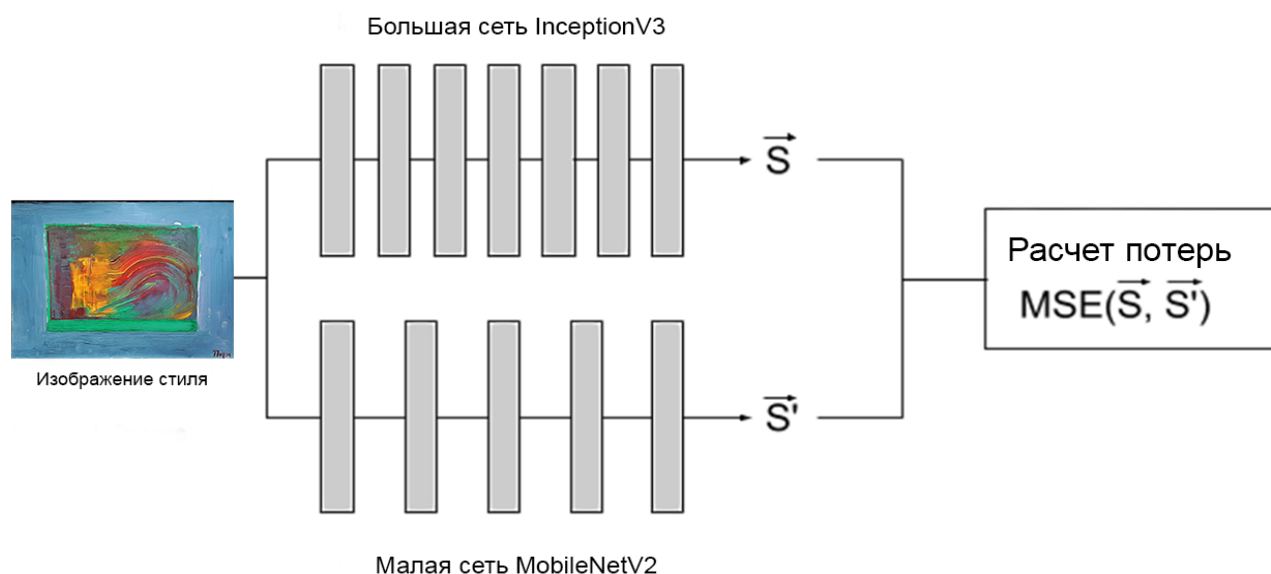 Большая сеть InceptionV3
S
Изображение стиля
Расчет потерь
MSE(S, S')
S'
Малая сеть MobileNetV2